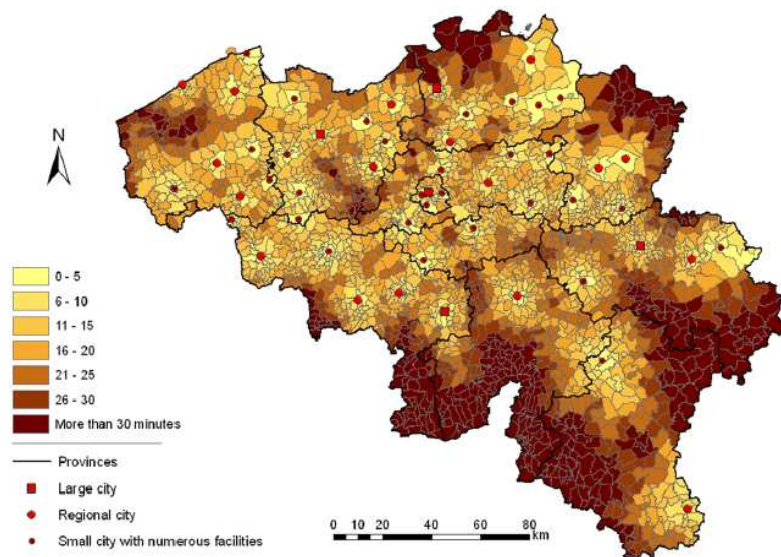 N
0 - 5
6 - 10
11 - 15
16 - 20
21 - 25
26 - 30
More than 30 minutes
Provinces
Large city
Regional city
Small city with numerous facilities
0 5 10 20 40 60 80
km